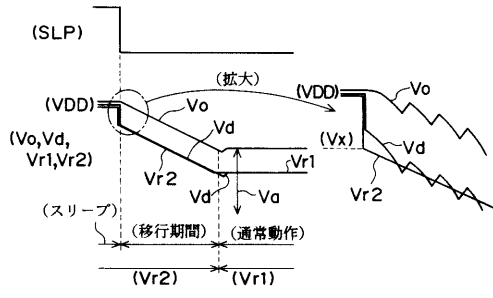 (SLP)
(拡大)
(VDD)
Vo
(VDD)
Vo
Vd
(Vo,Vd,
Vr1,Vr2)
(Vx)
Vd
Vr1
Vr2
Vr2
Vd
Va
(スリープ)
(移行期間)
(通常動作)
(Vr2)
(Vr1)